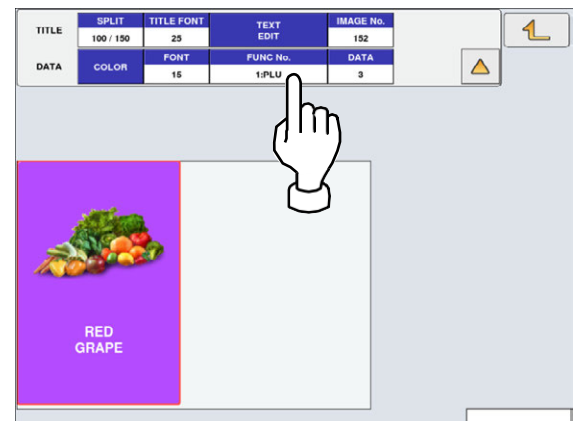 TITLE
SPLIT
100 / 150
TITLE FONT
25
TEXT
EDIT
IMAGE No.
152
DATA
COLOR
FONT
15
FUNC No.
1:PLU
DATA
3
RED
GRAPE